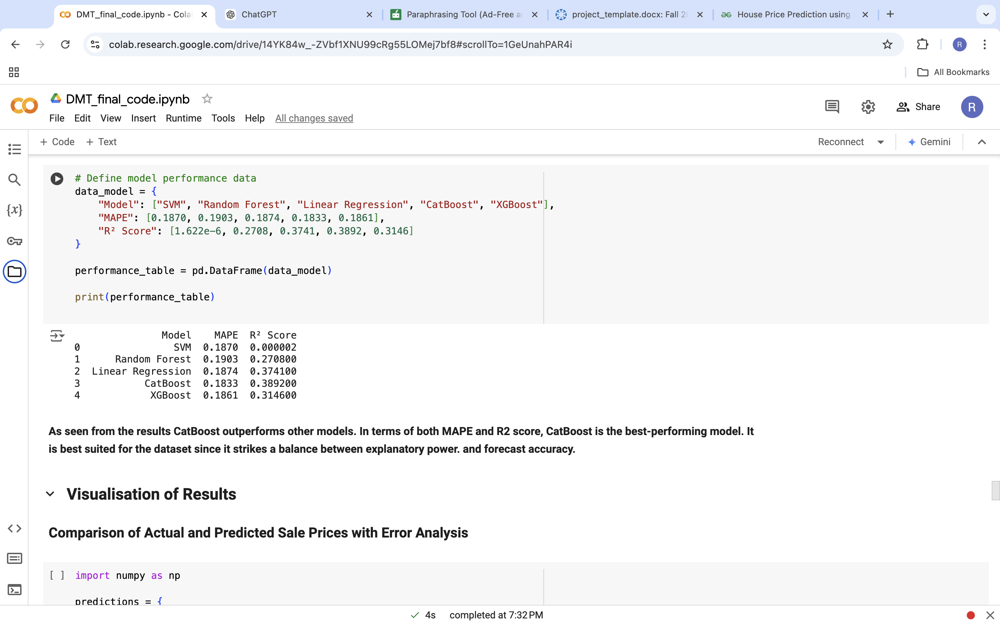 DMT_final_code.ipynb - Cola
ChatGPT
Paraphrasing Tool (Ad-Free a
project_template.docx: Fall 2
House Price Prediction using
colab.research.google.com/drive/14YK84w_-ZVbf1XNU99cRg55LOMej7bf8#scrollTo=1GeUnahPAR4i
R
All Bookmarks
DMT_final_code.ipynb
File Edit View Insert Runtime Tools Help All changes saved
Share
R
+ Code + Text
Reconnect
Gemini
# Define model performance data
data_model = {
    "Model": ["SVM", "Random Forest", "Linear Regression", "CatBoost", "XGBoost"],
    "MAPE": [0.1870, 0.1903, 0.1874, 0.1833, 0.1861],
    "R² Score": [1.622e-6, 0.2708, 0.3741, 0.3892, 0.3146]
}
performance_table = pd.DataFrame(data_model)
print(performance_table)
Model MAPE R² Score
0 SVM 0.1870 0.000002
1 Random Forest 0.1903 0.270800
2 Linear Regression 0.1874 0.374100
3 CatBoost 0.1833 0.389200
4 XGBoost 0.1861 0.314600
As seen from the results CatBoost outperforms other models. In terms of both MAPE and R2 score, CatBoost is the best-performing model. It
is best suited for the dataset since it strikes a balance between explanatory power. and forecast accuracy.
Visualisation of Results
Comparison of Actual and Predicted Sale Prices with Error Analysis
[ ] import numpy as np
predictions = {
4s completed at 7:32 PM